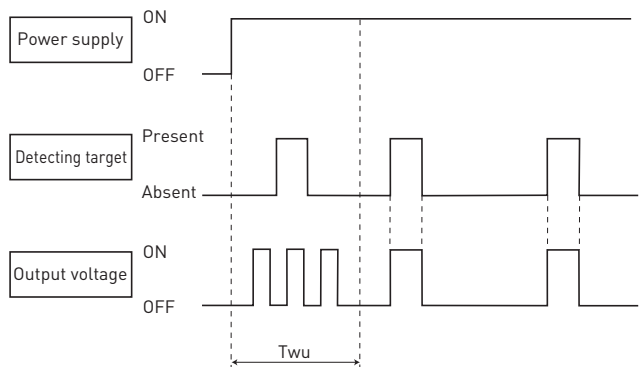 Power supply
ON
OFF
Detecting target
Present
Absent
Output voltage
ON
OFF
Twu